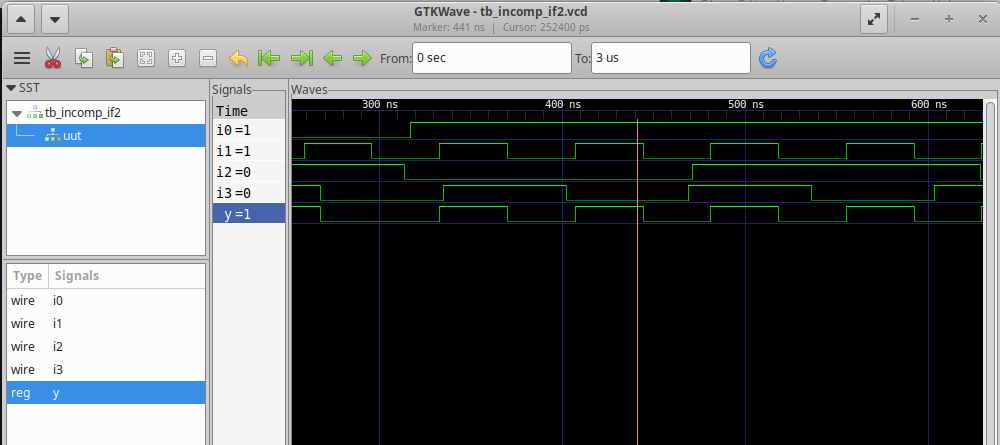 GTKWave - tb_incomp_if2.vcd
Marker: 441 ns | Cursor: 252400 ps
From: 0 sec To: 3 us
SST
Signals
Waves
tb_incomp_if2
uut
Time
300 ns 400 ns 500 ns 600 ns
i0=1
i1=1
i2=0
i3=0
y=1
Type Signals
wire i0
wire i1
wire i2
wire i3
reg y